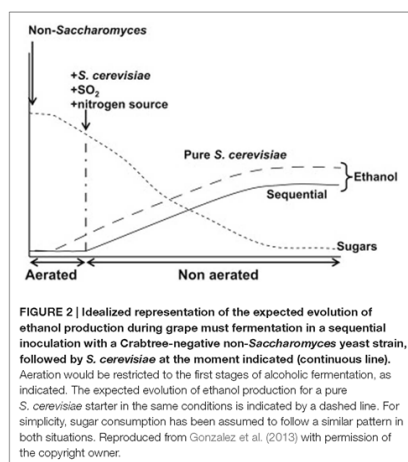 Non-Saccharomyces
+S. cerevisiae
+SO2
+nitrogen source
Pure S. cerevisiae
Ethanol
Sequential
Sugars
Aerated
Non aerated
FIGURE 2 | Idealized representation of the expected evolution of
ethanol production during grape must fermentation in a sequential
inoculation with a Crabtree-negative non-Saccharomyces yeast strain,
followed by S. cerevisiae at the moment indicated (continuous line).
Aeration would be restricted to the first stages of alcoholic fermentation, as
indicated. The expected evolution of ethanol production for a pure
S. cerevisiae starter in the same conditions is indicated by a dashed line. For
simplicity, sugar consumption has been assumed to follow a similar pattern in
both situations. Reproduced from Gonzalez et al. (2013) with permission of
the copyright owner.